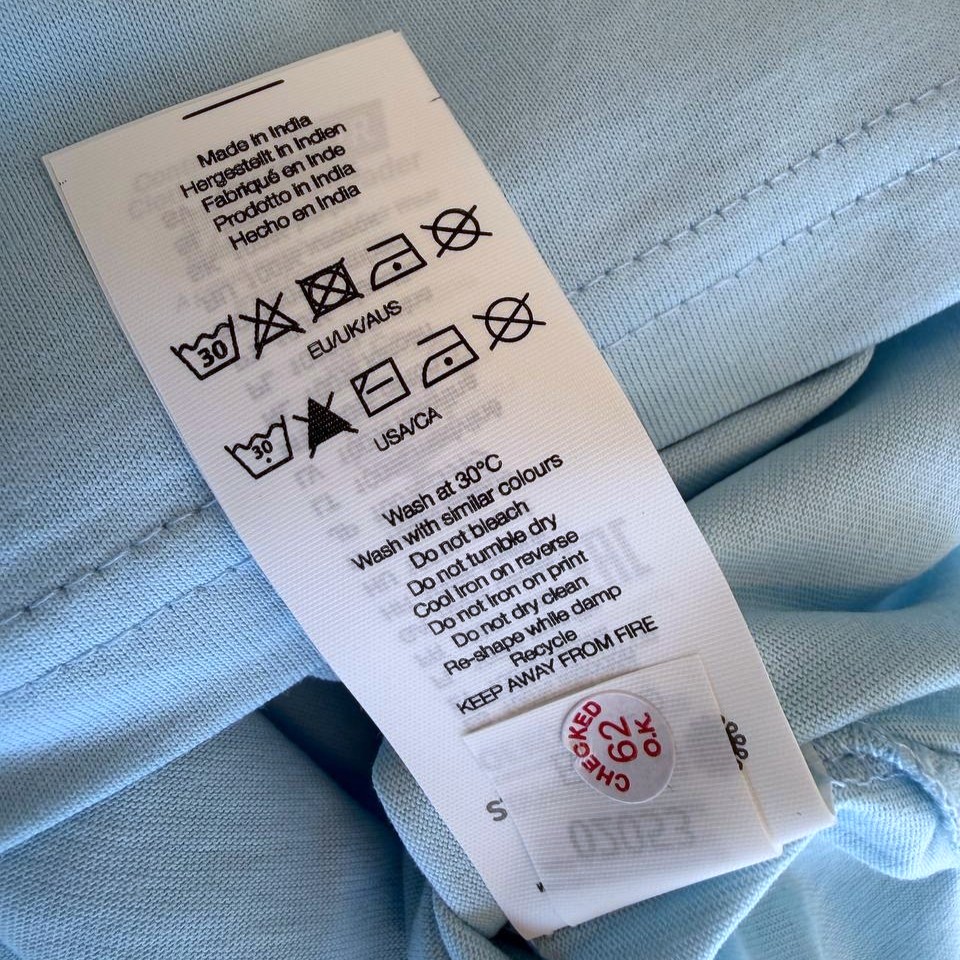 Made in India
Hergestellt in Indien
Fabriqué en Inde
Prodotto in India
Hecho en India
30
EU/UK/AUS
30
USA/CA
Wash at 30°C
Wash with similar colours
Do not bleach
Do not tumble dry
Cool Iron on reverse
Do not Iron on print
Do not dry clean
Re-shape while damp
Recycle
KEEP AWAY FROM FIRE
CHECKED
62
O.K
S
02053